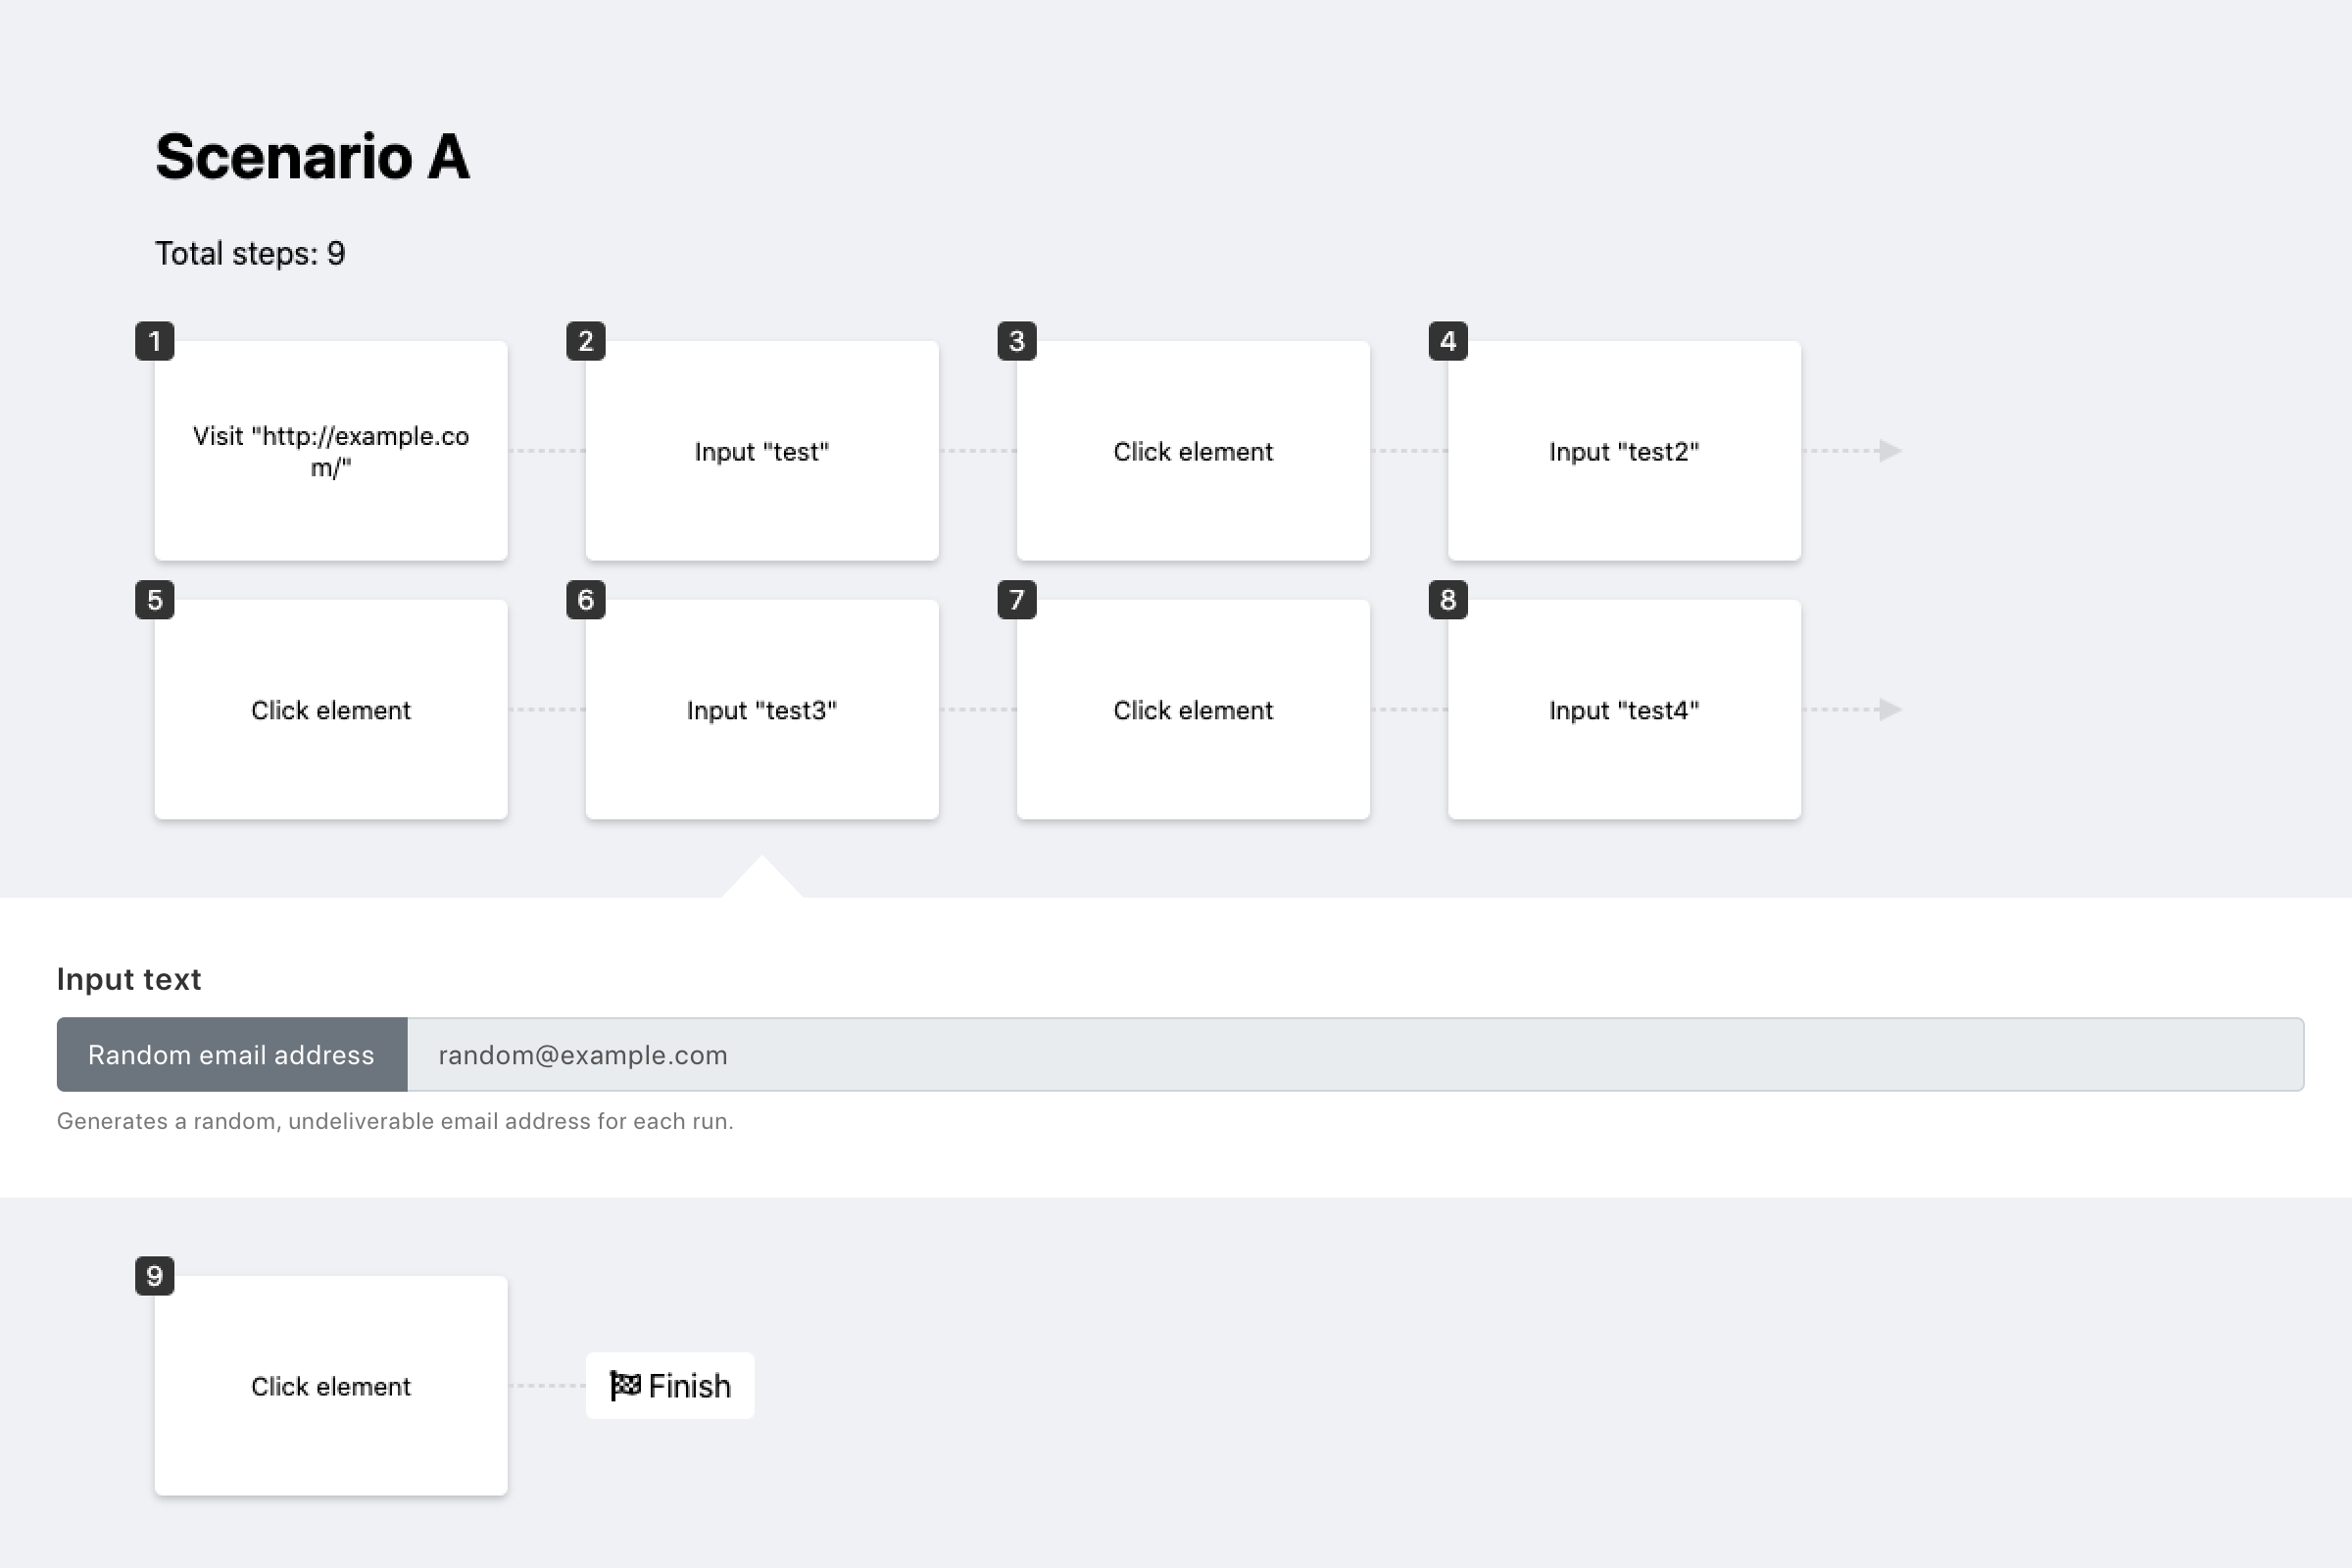 Scenario A
Total steps: 9
1
Visit "http://example.co
m/"
2
Input "test"
3
Click element
4
Input "test2"
5
Click element
6
Input "test3"
7
Click element
8
Input "test4"
Input text
Random email address
random@example.com
Generates a random, undeliverable email address for each run.
9
Click element
Finish